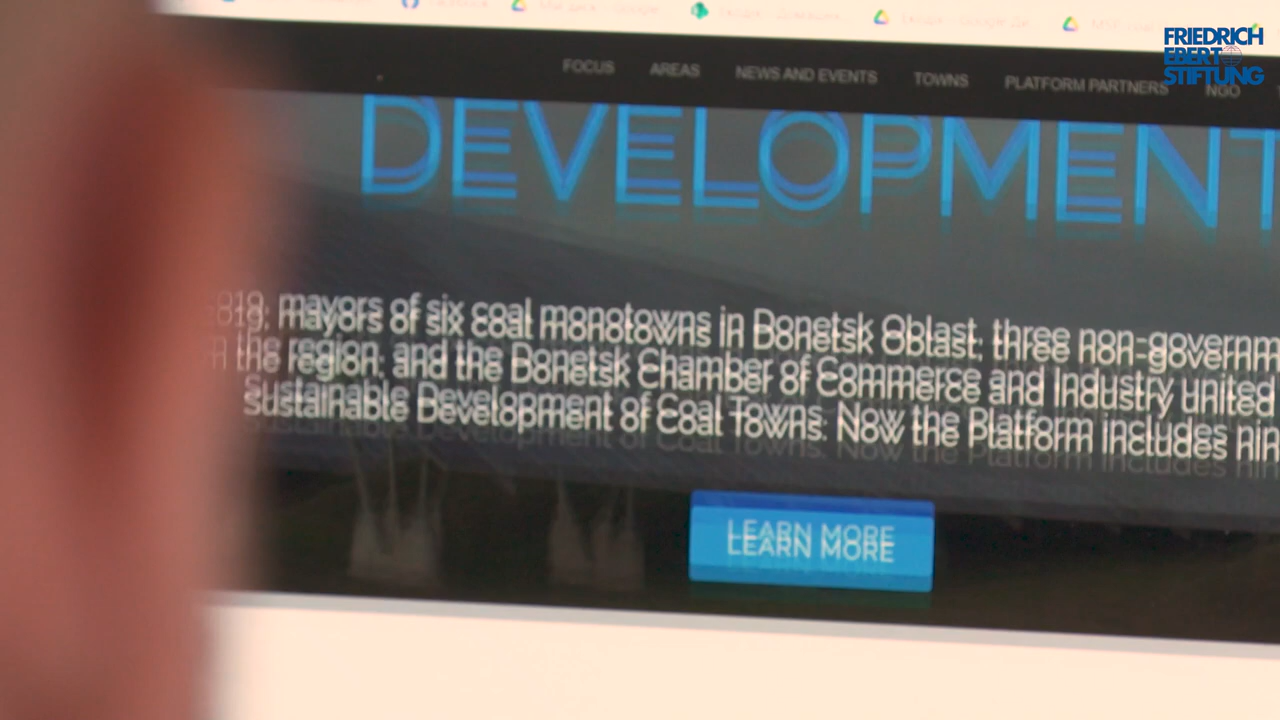 FRIEDRICH
EBERT
STIFTUNG
FOCUS AREAS NEWS AND EVENTS TOWNS PLATFORM PARTNERS NGO
DEVELOPMENT
2019, mayors of six coal monotowns in Donetsk Oblast, three non-governm
the region, and the Donetsk Chamber of Commerce and Industry united
Sustainable Development of Coal Towns. Now the Platform includes nin
LEARN MORE